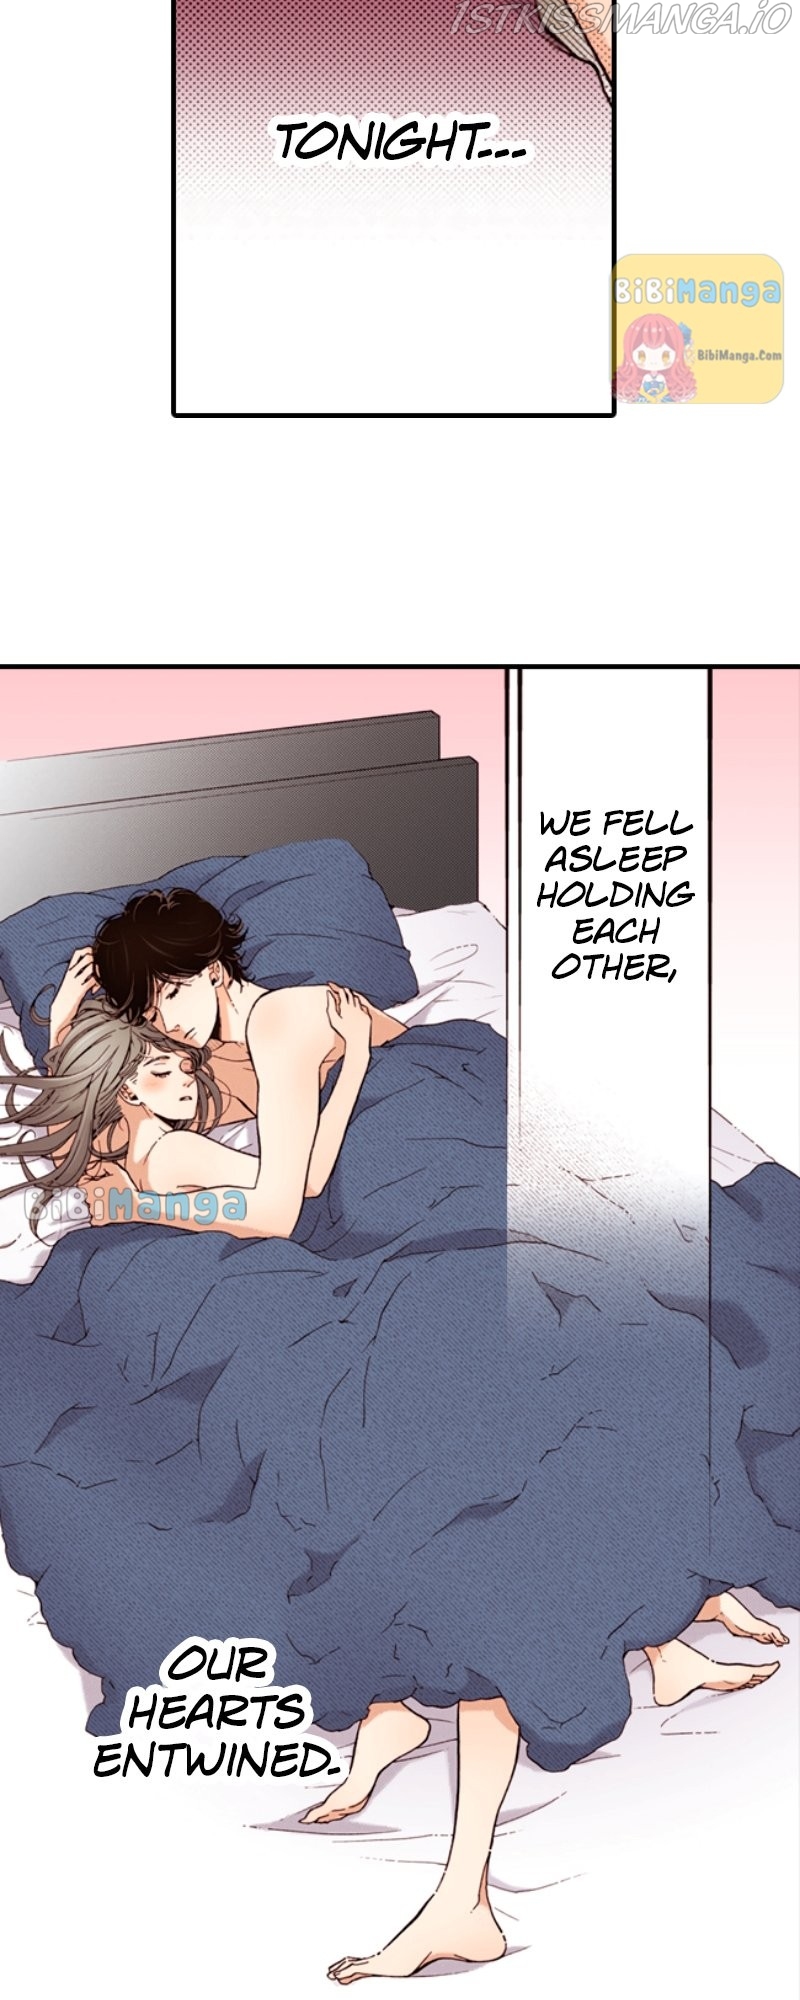 1STKISSMANGA.IO
TONIGHT...
BiBiManga
BibiManga.Com
WE FELL
ASLEEP
HOLDING
EACH
OTHER,
BiBiManga
OUR
HEARTS
ENTWINED.